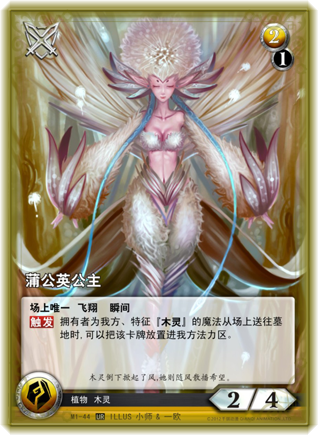 2
1
蒲公英公主
场上唯一 飞翔 瞬间
触发 拥有者为我方、特征『木灵』的魔法从场上送往墓
地时，可以把该卡牌放置进我方法力区。
木灵倒下掀起了风，她则随风散播希望。
植物 木灵
2/4
ILLUS 小师 & 一欧